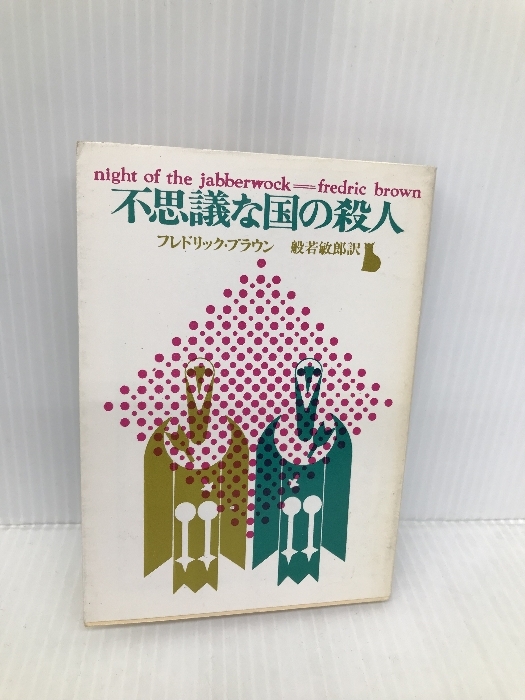 night of the jabberwock=fredric brown
不思議な国の殺人
フレドリック・ブラウン 般若敏郎訳